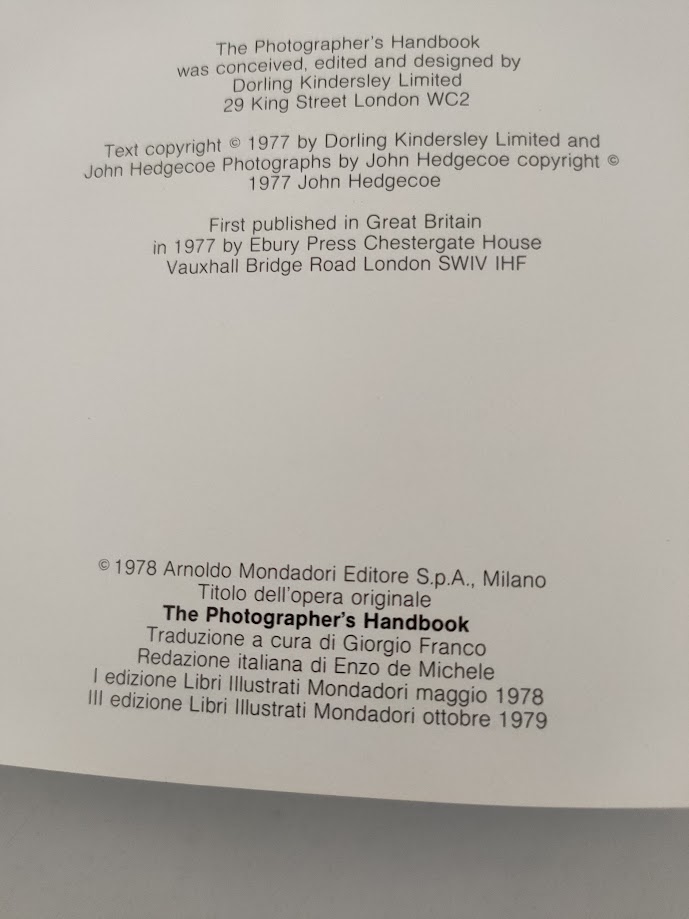 The Photographer's Handbook
was conceived, edited and designed by
Dorling Kindersley Limited
29 King Street London WC2
Text copyright © 1977 by Dorling Kindersley Limited and
John Hedgecoe Photographs by John Hedgecoe copyright ©
1977 John Hedgecoe
First published in Great Britain
in 1977 by Ebury Press Chestergate House
Vauxhall Bridge Road London SWIV IHF
© 1978 Arnoldo Mondadori Editore S.p.A., Milano
Titolo dell'opera originale
The Photographer's Handbook
Traduzione a cura di Giorgio Franco
Redazione italiana di Enzo de Michele
I edizione Libri Illustrati Mondadori maggio 1978
III edizione Libri Illustrati Mondadori ottobre 1979